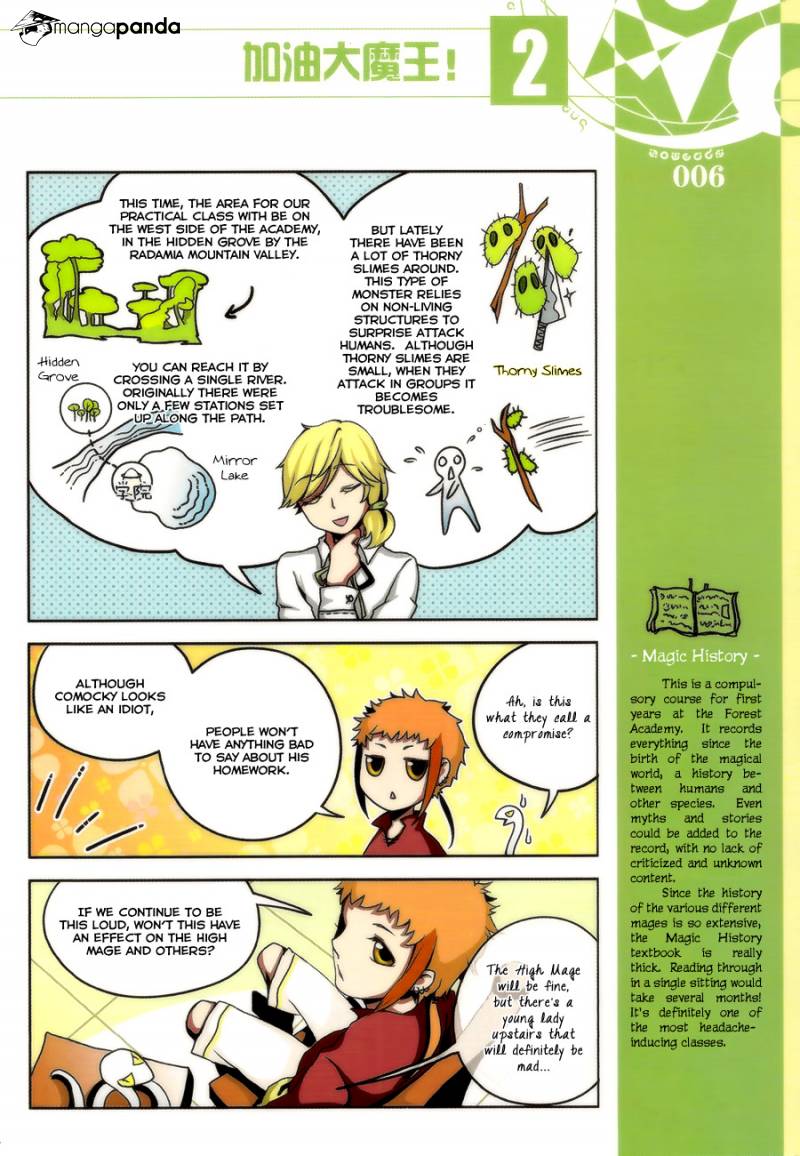 mangapanda
加油大魔王!
2
006
THIS TIME, THE AREA FOR OUR
PRACTICAL CLASS WITH BE ON
THE WEST SIDE OF THE ACADEMY,
IN THE HIDDEN GROVE BY THE
RADAMIA MOUNTAIN VALLEY.
BUT LATELY
THERE HAVE BEEN
A LOT OF THORNY
SLIMES AROUND.
THIS TYPE OF
MONSTER RELIES
ON NON-LIVING
STRUCTURES TO
SURPRISE ATTACK
HUMANS. ALTHOUGH
THORNY SLIMES ARE
SMALL, WHEN THEY
ATTACK IN GROUPS IT
BECOMES
TROUBLESOME.
Thorny Slimes
Hidden
Grove
YOU CAN REACH IT BY
CROSSING A SINGLE RIVER.
ORIGINALLY THERE WERE
ONLY A FEW STATIONS SET
UP ALONG THE PATH.
Mirror
Lake
学院
ALTHOUGH
COMOCKY LOOKS
LIKE AN IDIOT,
PEOPLE WON'T
HAVE ANYTHING BAD
TO SAY ABOUT HIS
HOMEWORK.
Ah, is this
what they call a
compromise?
IF WE CONTINUE TO BE
THIS LOUD, WON'T THIS HAVE
AN EFFECT ON THE HIGH
MAGE AND OTHERS?
The High Mage
will be fine,
but there's a
young lady
upstairs that
will definitely be
mad...
- Magic History -
This is a compul-
sory course for first
years at the Forest
Academy. It records
everything since the
birth of the magical
world, a history be-
tween humans and
other species. Even
myths and stories
could be added to the
record, with no lack of
criticized and unknown
content.
Since the history
of the various different
mages is so extensive,
the Magic History
textbook is really
thick. Reading through
in a single sitting would
take several months!
It's definitely one of
the most headache-
inducing classes.